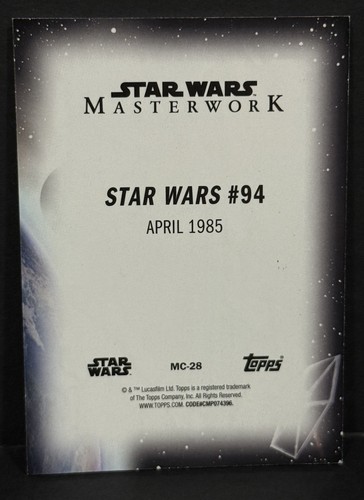 STAR WARS
MASTERWORK
STAR WARS #94
APRIL 1985
STAR
WARS
MC-28
Topps
© & ™ Lucasfilm Ltd. Topps is a registered trademark
of The Topps Company, Inc. All Rights Reserved.
WWW.TOPPS.COM. CODE#CMP074396.